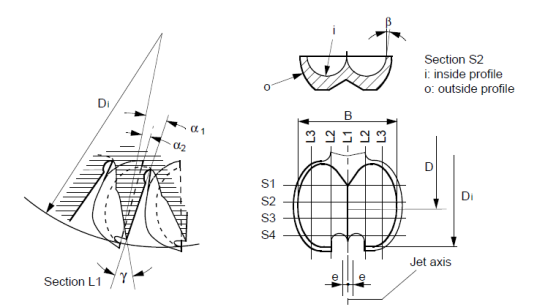 i
β
Section S2
i: inside profile
o: outside profile
o
Di
α1
α2
B
L3
L2
L1
L2
L3
D
Di
S1
S2
S3
S4
Section L1
γ
e
e
Jet axis